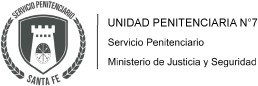 SERVICIO PENITENCIARIO
SANTA FE
UNIDAD PENITENCIARIA N°7
Servicio Penitenciario
Ministerio de Justicia y Seguridad